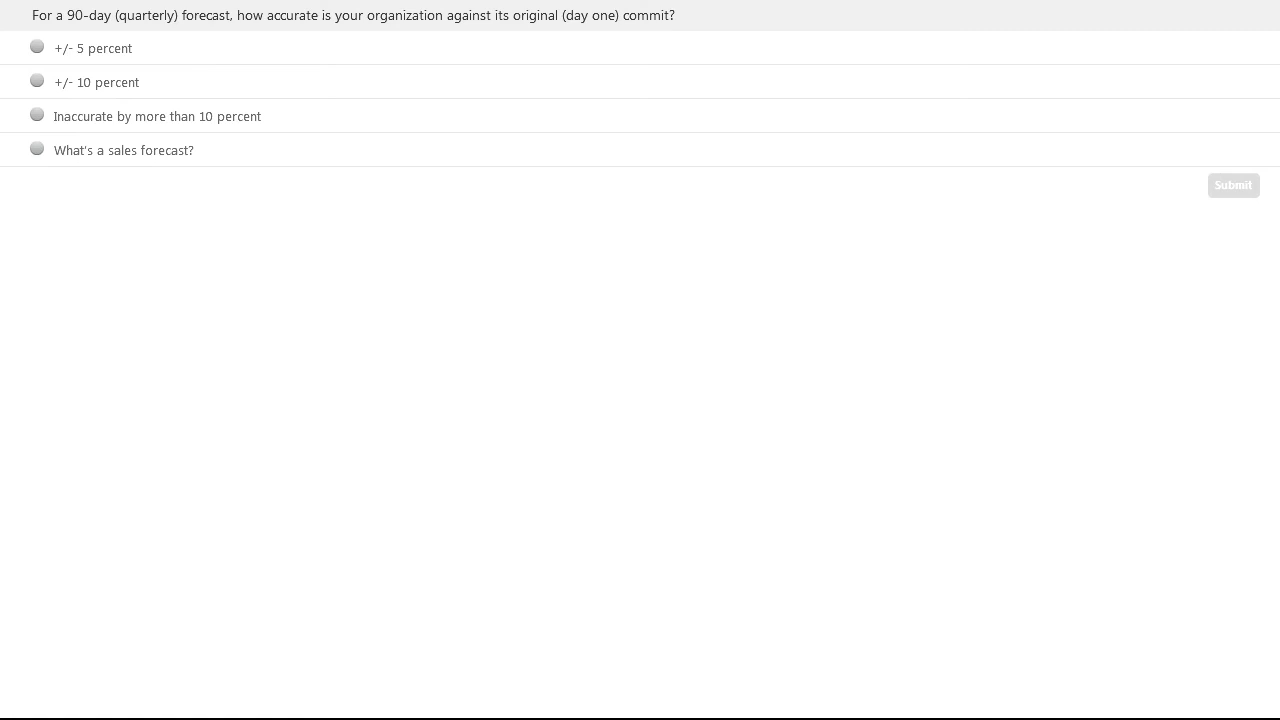 For a 90-day (quarterly) forecast, how accurate is your organization against its original (day one) commit?
+/- 5 percent
+/- 10 percent
Inaccurate by more than 10 percent
What's a sales forecast?
Submit